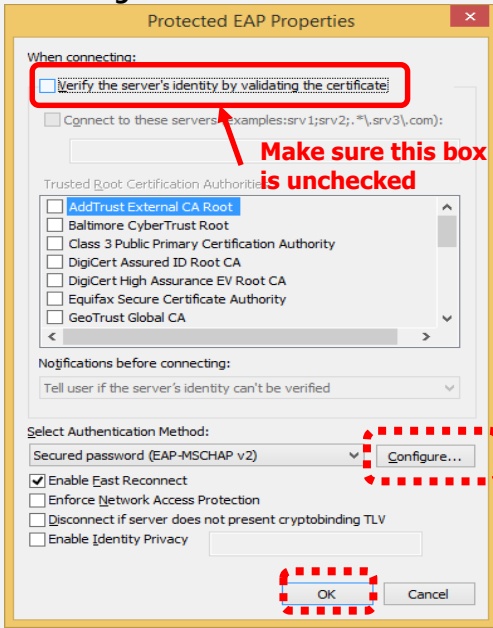 Protected EAP Properties
When connecting:
Verify the server's identity by validating the certificate
Connect to these servers (examples:srv1;srv2;.*\.srv3\.com):
Make sure this box
is unchecked
Trusted Root Certification Authorities
AddTrust External CA Root
Baltimore CyberTrust Root
Class 3 Public Primary Certification Authority
DigiCert Assured ID Root CA
DigiCert High Assurance EV Root CA
Equifax Secure Certificate Authority
GeoTrust Global CA
Notifications before connecting:
Tell user if the server's identity can't be verified
Select Authentication Method:
Secured password (EAP-MSCHAP v2)
Configure...
Enable Fast Reconnect
Enforce Network Access Protection
Disconnect if server does not present cryptobinding TLV
Enable Identity Privacy
OK
Cancel